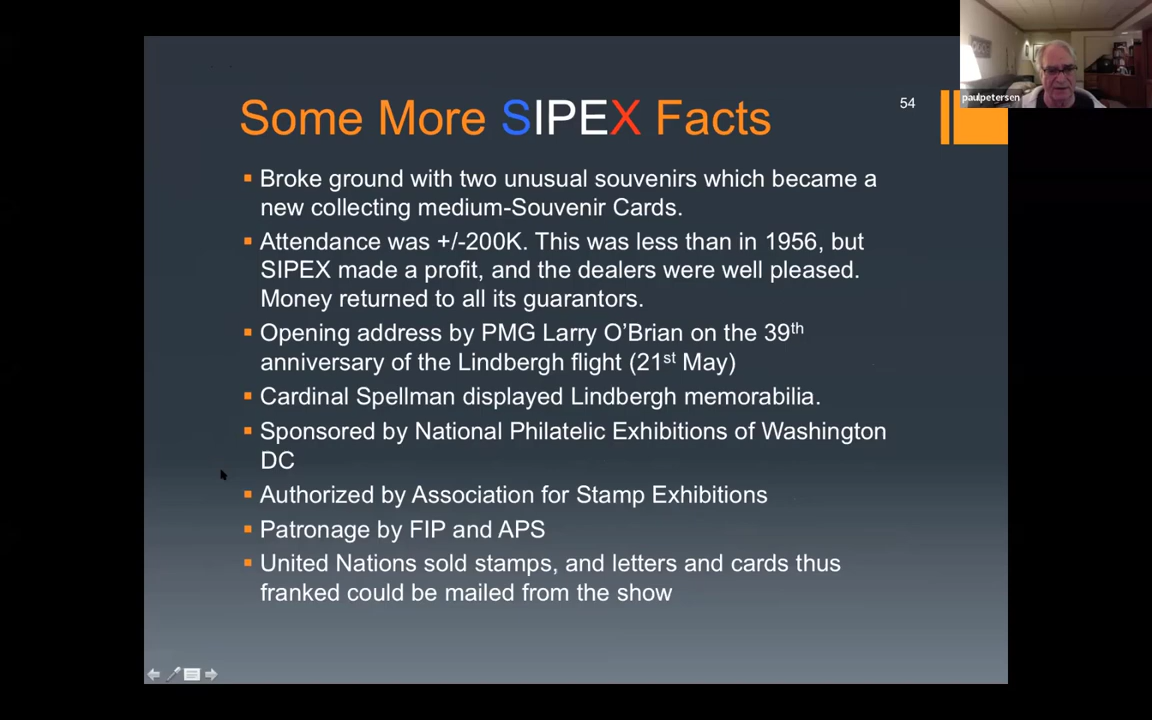 paulpetersen
54
Some More SIPEX Facts
Broke ground with two unusual souvenirs which became a
new collecting medium-Souvenir Cards.
Attendance was +/-200K. This was less than in 1956, but
SIPEX made a profit, and the dealers were well pleased.
Money returned to all its guarantors.
Opening address by PMG Larry O’Brian on the 39th
anniversary of the Lindbergh flight (21st May)
Cardinal Spellman displayed Lindbergh memorabilia.
Sponsored by National Philatelic Exhibitions of Washington
DC
Authorized by Association for Stamp Exhibitions
Patronage by FIP and APS
United Nations sold stamps, and letters and cards thus
franked could be mailed from the show